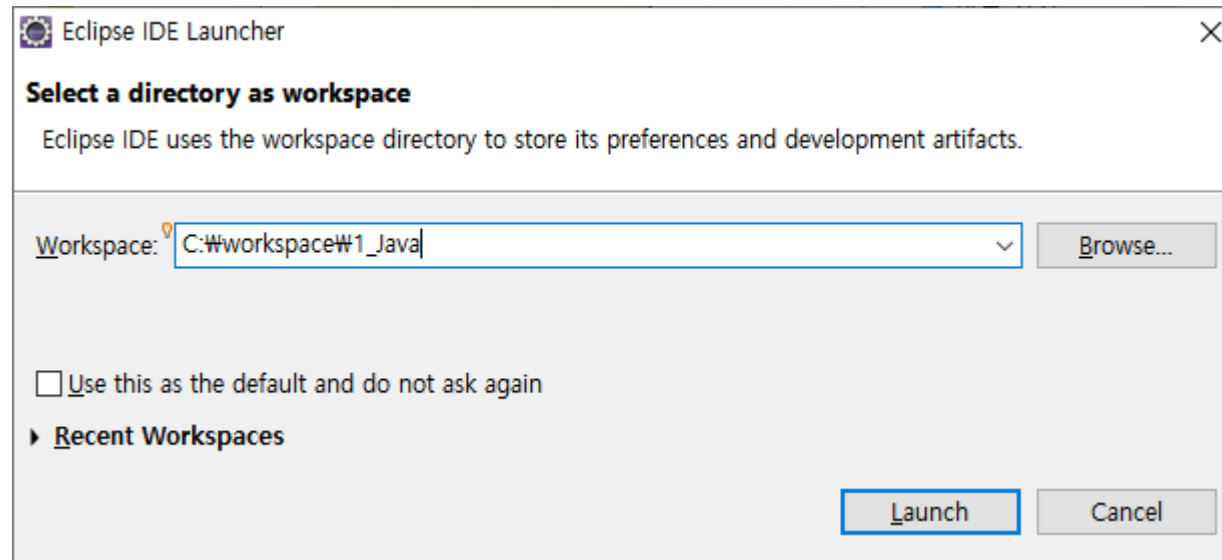 Eclipse IDE Launcher
Select a directory as workspace
Eclipse IDE uses the workspace directory to store its preferences and development artifacts.
Workspace: C:₩workspace₩1_Java Browse...
Use this as the default and do not ask again
Recent Workspaces
Launch Cancel